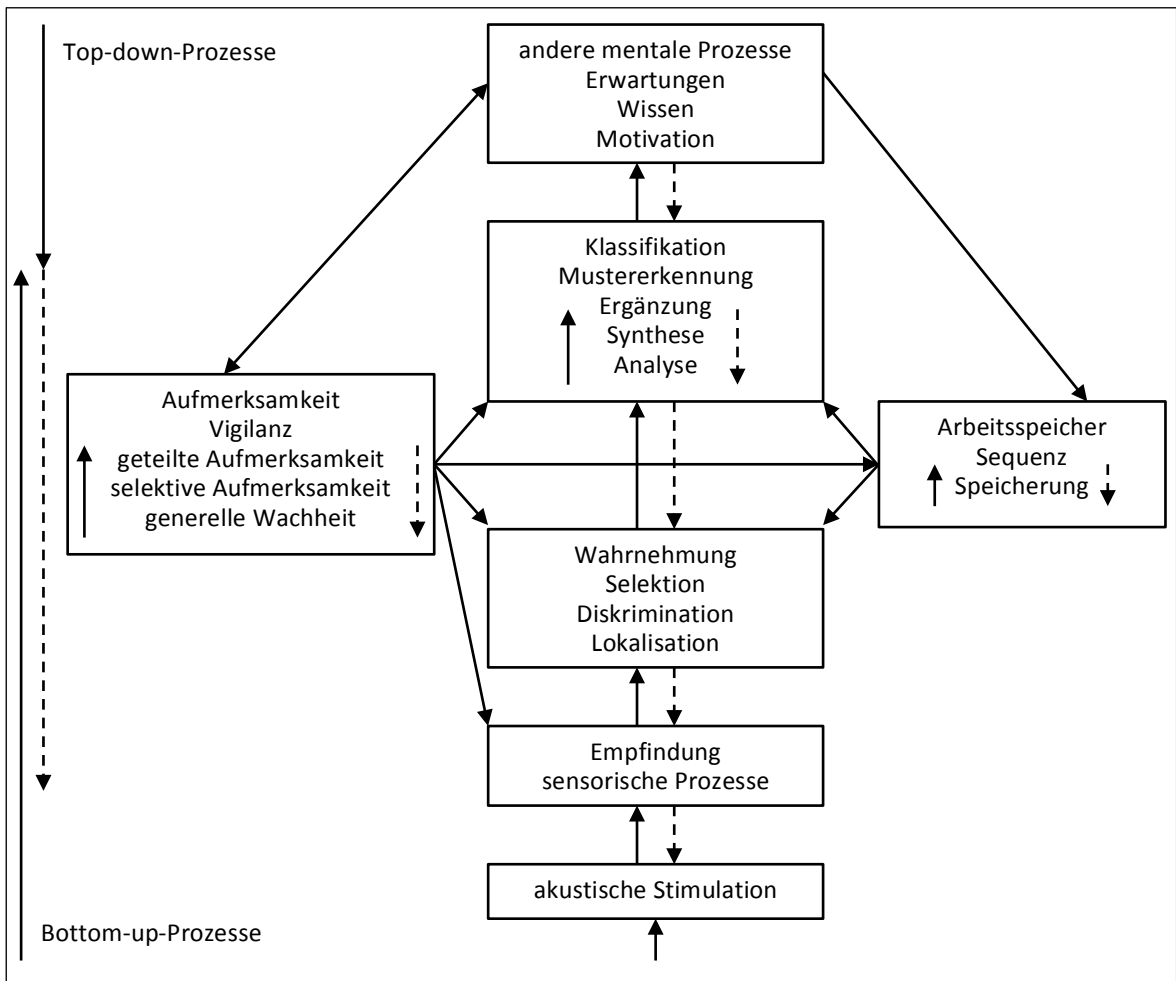 Top-down-Prozesse
andere mentale Prozesse
Erwartungen
Wissen
Motivation
Klassifikation
Mustererkennung
Ergänzung
Synthese
Analyse
Aufmerksamkeit
Vigilanz
geteilte Aufmerksamkeit
selektive Aufmerksamkeit
generelle Wachheit
Arbeitsspeicher
Sequenz
Speicherung
Wahrnehmung
Selektion
Diskrimination
Lokalisation
Empfindung
sensorische Prozesse
akustische Stimulation
Bottom-up-Prozesse